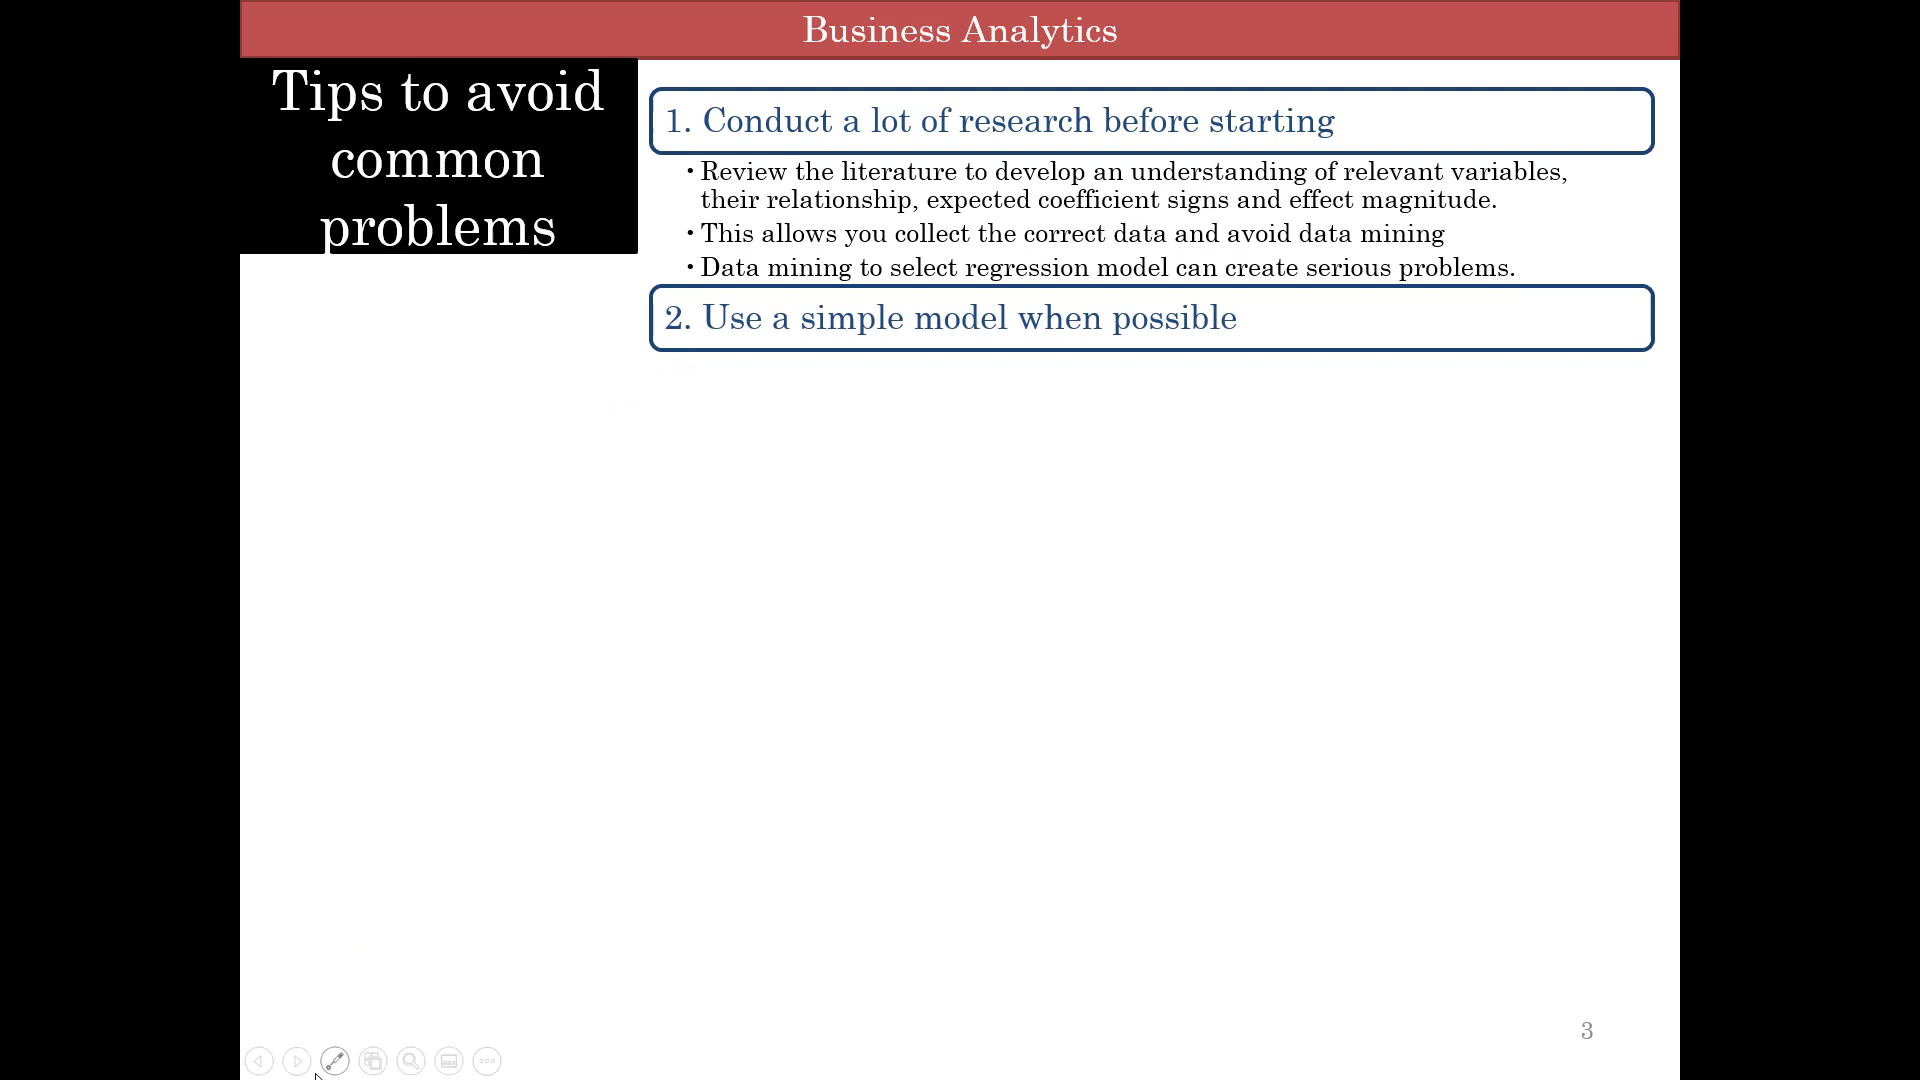 Business Analytics
Tips to avoid
common
problems
1. Conduct a lot of research before starting
• Review the literature to develop an understanding of relevant variables,
their relationship, expected coefficient signs and effect magnitude.
• This allows you collect the correct data and avoid data mining
• Data mining to select regression model can create serious problems.
2. Use a simple model when possible
3